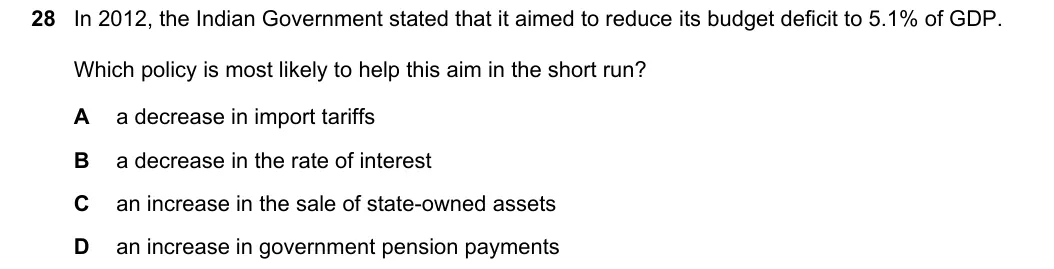 28 In 2012, the Indian Government stated that it aimed to reduce its budget deficit to 5.1% of GDP.
Which policy is most likely to help this aim in the short run?
A a decrease in import tariffs
B a decrease in the rate of interest
C an increase in the sale of state-owned assets
D an increase in government pension payments